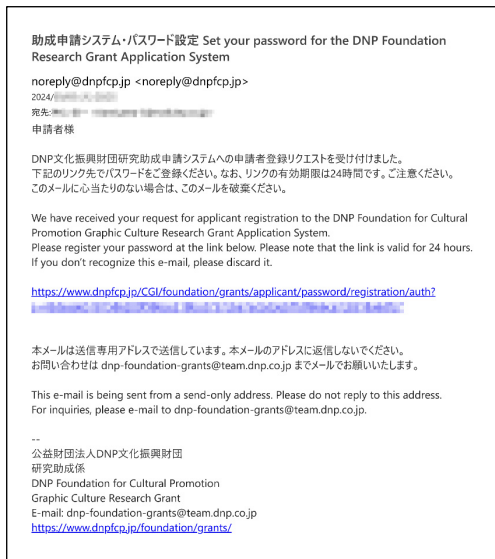 助成申請システム・パスワード設定 Set your password for the DNP Foundation
Research Grant Application System
noreply@dnpfcp.jp <noreply@dnpfcp.jp>
2024/
宛先:
申請者様
DNP文化振興財団研究助成申請システムへの申請者登録リクエストを受け付けました。
下記のリンク先でパスワードをご登録ください。なお、リンクの有効期限は24時間です。ご注意ください。
このメールに心当たりのない場合は、このメールを破棄ください。
We have received your request for applicant registration to the DNP Foundation for Cultural
Promotion Graphic Culture Research Grant Application System.
Please register your password at the link below. Please note that the link is valid for 24 hours.
If you don't recognize this e-mail, please discard it.
https://www.dnpfcp.jp/CGI/foundation/grants/applicant/password/registration/auth?
本メールは送信専用アドレスで送信しています。本メールのアドレスに返信しないでください。
お問い合わせは dnp-foundation-grants@team.dnp.co.jp までメールでお願いいたします。
This e-mail is being sent from a send-only address. Please do not reply to this address.
For inquiries, please e-mail to dnp-foundation-grants@team.dnp.co.jp.
--
公益財団法人DNP文化振興財団
研究助成係
DNP Foundation for Cultural Promotion
Graphic Culture Research Grant
E-mail: dnp-foundation-grants@team.dnp.co.jp
https://www.dnpfcp.jp/foundation/grants/